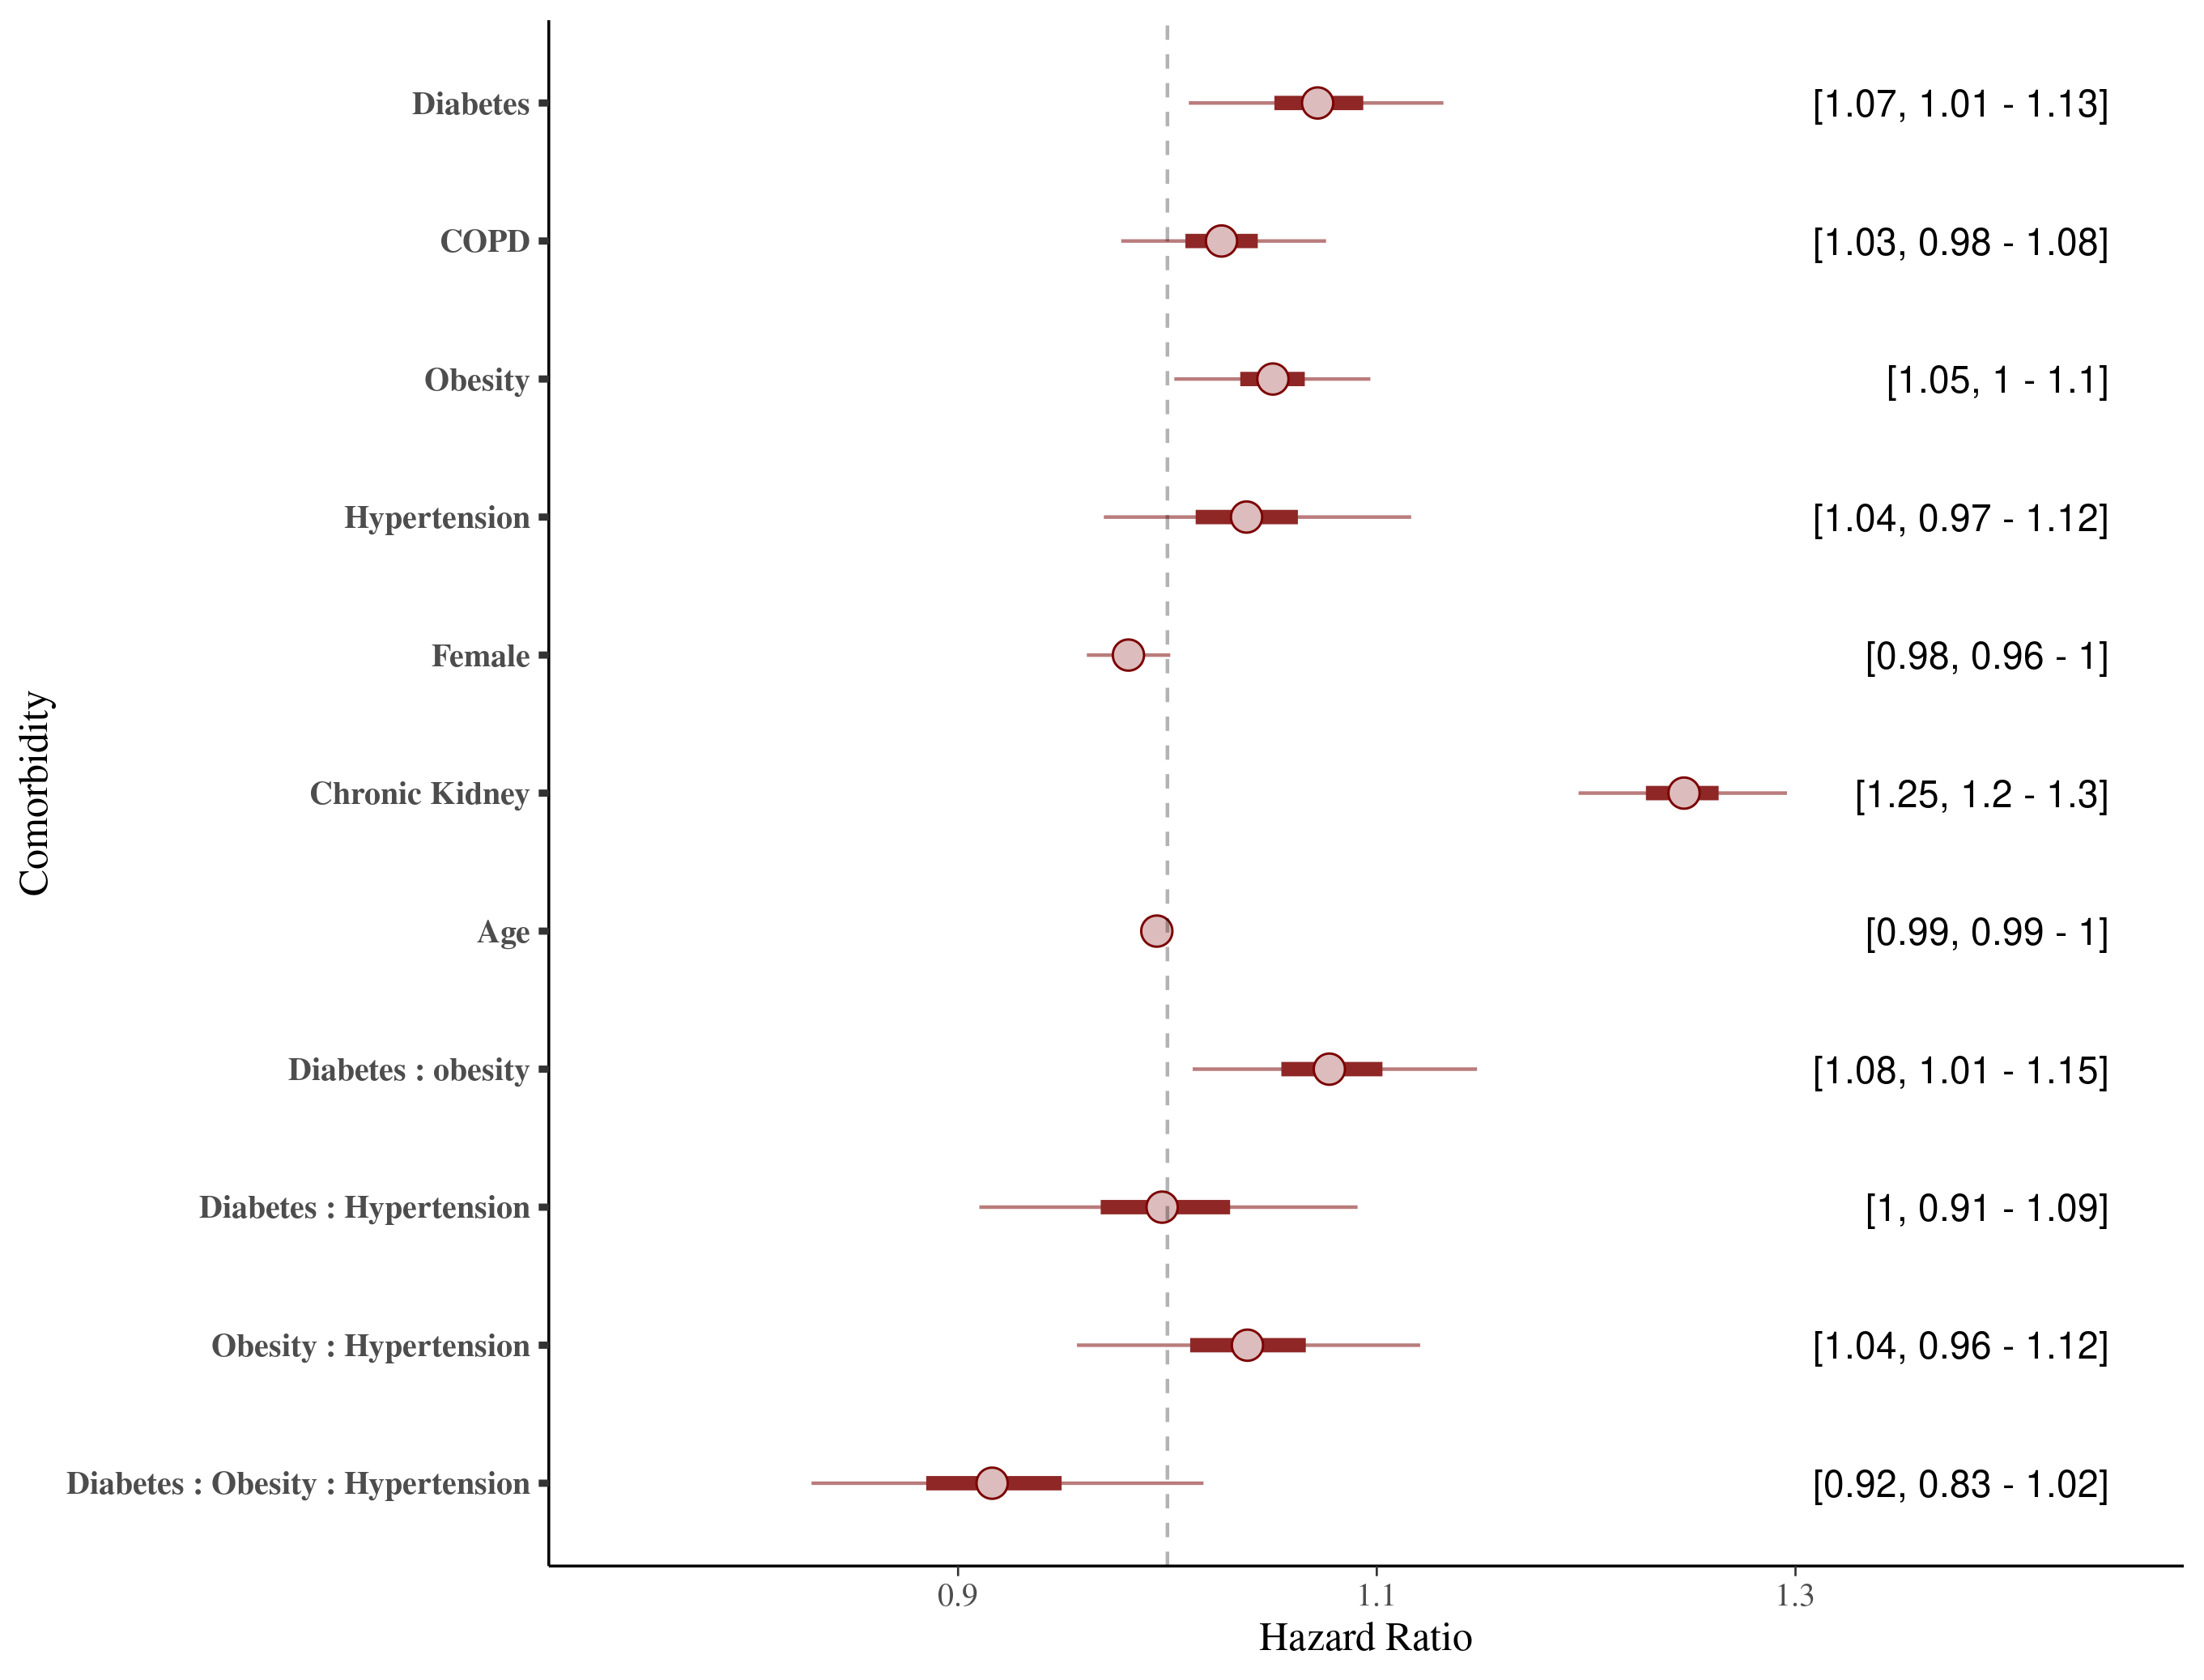 Diabetes [1.07, 1.01 - 1.13]
COPD [1.03, 0.98 - 1.08]
Obesity [1.05, 1 - 1.1]
Hypertension [1.04, 0.97 - 1.12]
Female [0.98, 0.96 - 1]
Chronic Kidney [1.25, 1.2 - 1.3]
Age [0.99, 0.99 - 1]
Diabetes : obesity [1.08, 1.01 - 1.15]
Diabetes : Hypertension [1, 0.91 - 1.09]
Obesity : Hypertension [1.04, 0.96 - 1.12]
Diabetes : Obesity : Hypertension [0.92, 0.83 - 1.02]
Comorbidity
0.9 1.1 1.3
Hazard Ratio